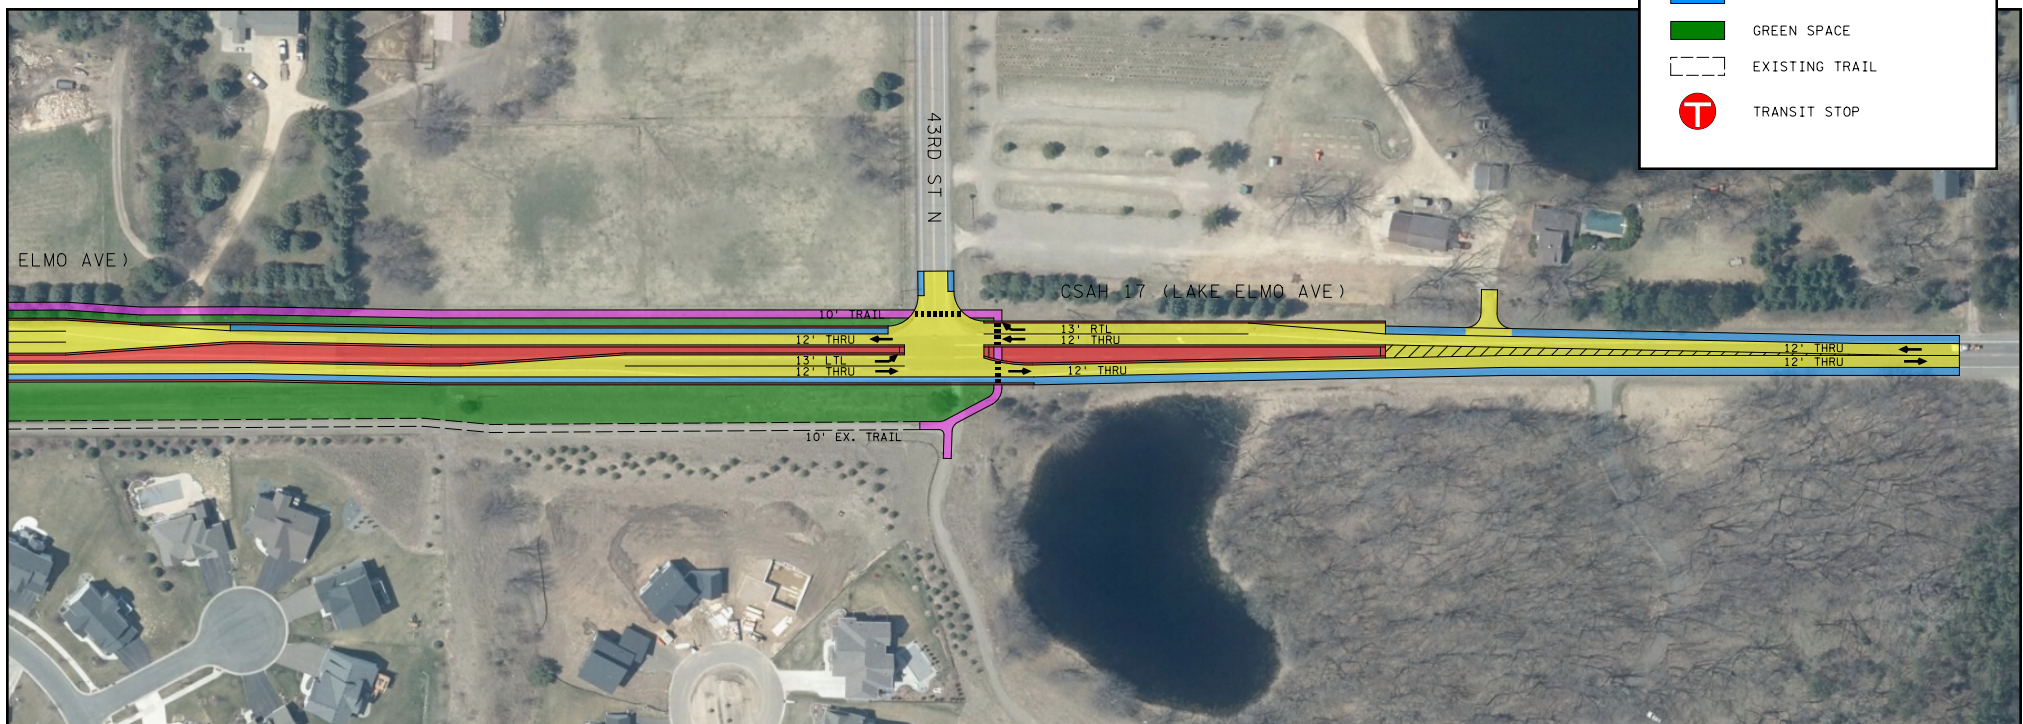 GREEN SPACE
EXISTING TRAIL
T
TRANSIT STOP
43RD ST N
ELMO AVE)
CSAH 17 (LAKE ELMO AVE)
10' TRAIL
12' THRU
13' LTL
12' THRU
13' RTL
12' THRU
12' THRU
12' THRU
12' THRU
10' EX. TRAIL